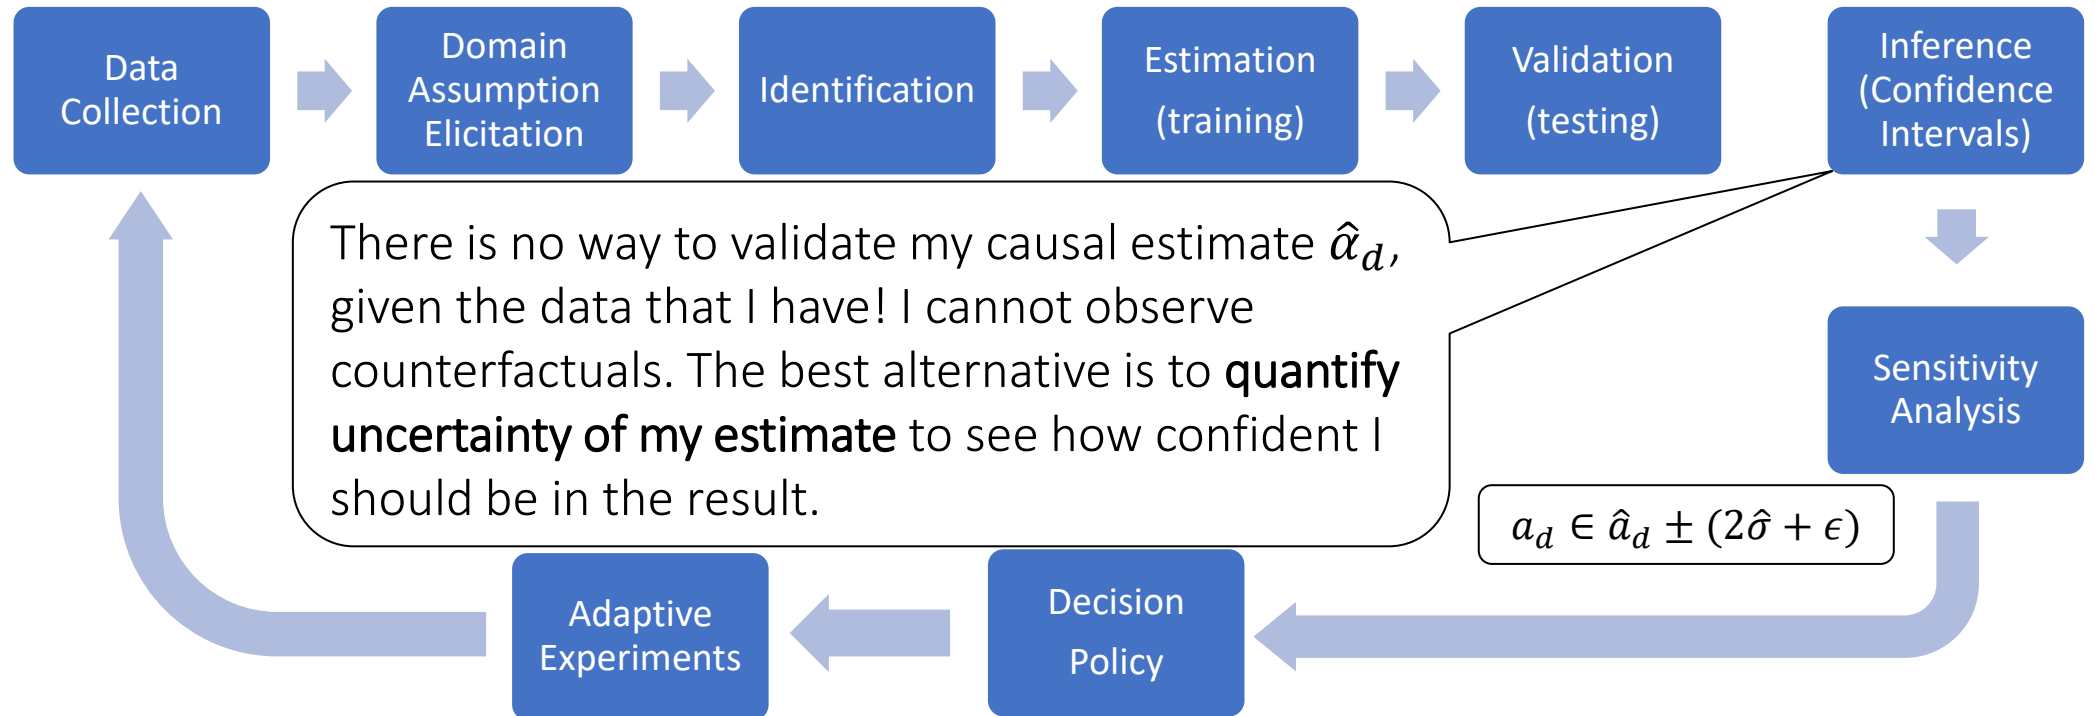 Data
Collection
Domain
Assumption
Elicitation
Identification
Estimation
(training)
Validation
(testing)
Inference
(Confidence
Intervals)
There is no way to validate my causal estimate α̂_d,
given the data that I have! I cannot observe
counterfactuals. The best alternative is to quantify
uncertainty of my estimate to see how confident I
should be in the result.
Sensitivity
Analysis
a_d ∈ â_d ± (2σ̂ + ϵ)
Decision
Policy
Adaptive
Experiments